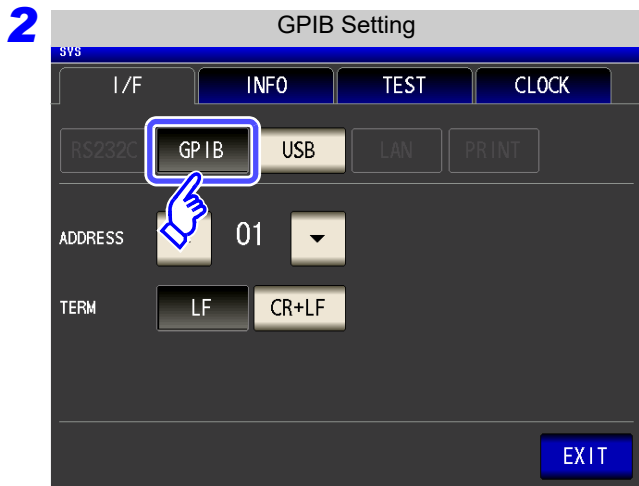 2
GPIB Setting
SYS
I/F INFO TEST CLOCK
RS232C GPIB USB LAN PRINT
ADDRESS 01
TERM LF CR+LF
EXIT